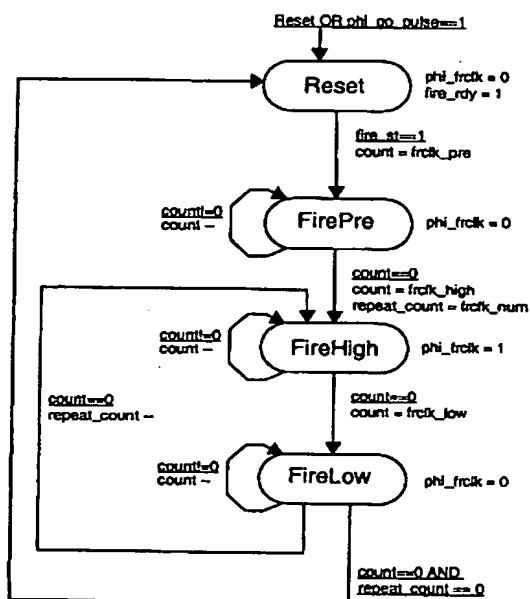 Reset OR phi_go_pulse==1
Reset
phi_frclk = 0
fire_rdy = 1
fire_st==1
count = frclk_pre
count!=0
count --
FirePre
phi_frclk = 0
count==0
count = frclk_high
repeat_count = frclk_num
count!=0
count --
FireHigh
phi_frclk = 1
count==0
repeat_count --
count==0
count = frclk_low
count!=0
count --
FireLow
phi_frclk = 0
count==0 AND
repeat_count == 0